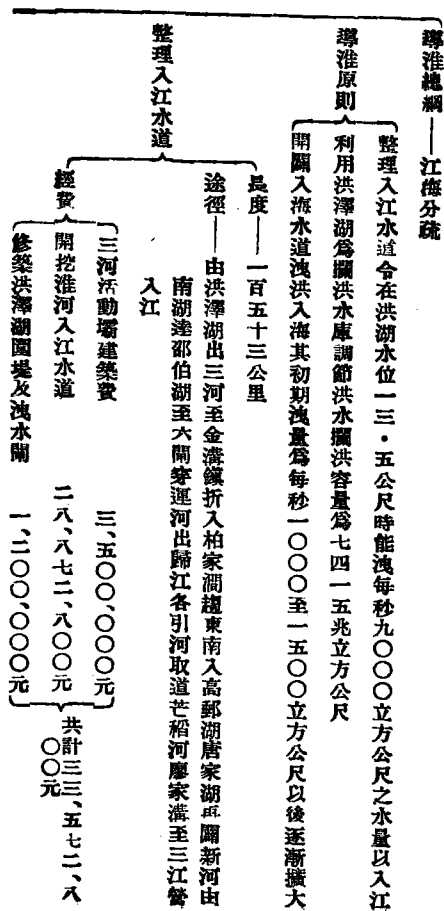 導淮總綱——江海分疏
導淮原則
整理入江水道令在洪湖水位一三・五公尺時能洩每秒九〇〇〇立方公尺之水量以入江
利用洪澤湖爲攔洪水庫調節洪水攔洪容量爲七四一五兆立方公尺
開闢入海水道洩洪入海其初期洩量爲每秒一〇〇〇至一五〇〇立方公尺以後逐漸擴大
整理入江水道
長度——一百五十三公里
途徑——由洪澤湖出三河至金溝鎭折入柏家澗趨東南入高郵湖唐家湖再闢新河由
南湖達邵伯湖至六閘穿運河出歸江各引河取道芒稻河廖家溝至三江營
入江
經費
三河活動壩建築費 三、五〇〇、〇〇〇元
開挖淮河入江水道 二八、八七二、八〇〇元
修築洪澤湖圍堤及洩水閘 一、二〇〇、〇〇〇元
共計三三、五七二、八
〇〇元